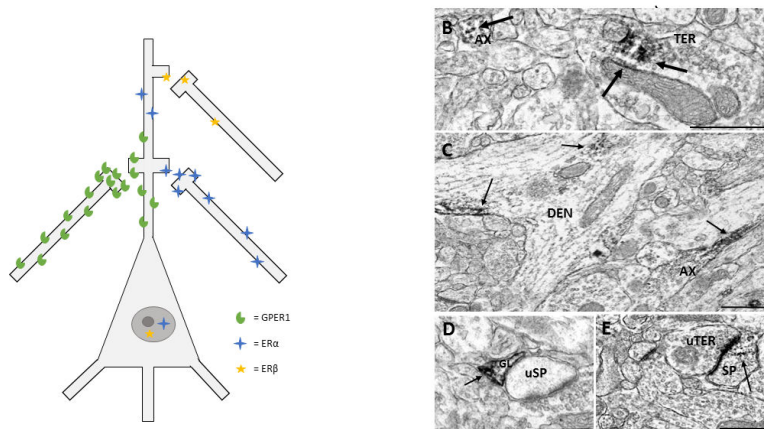 = GPER1
= ERα
= ERβ
B
AX
TER
C
DEN
AX
D
GL
uSP
E
uTER
SP